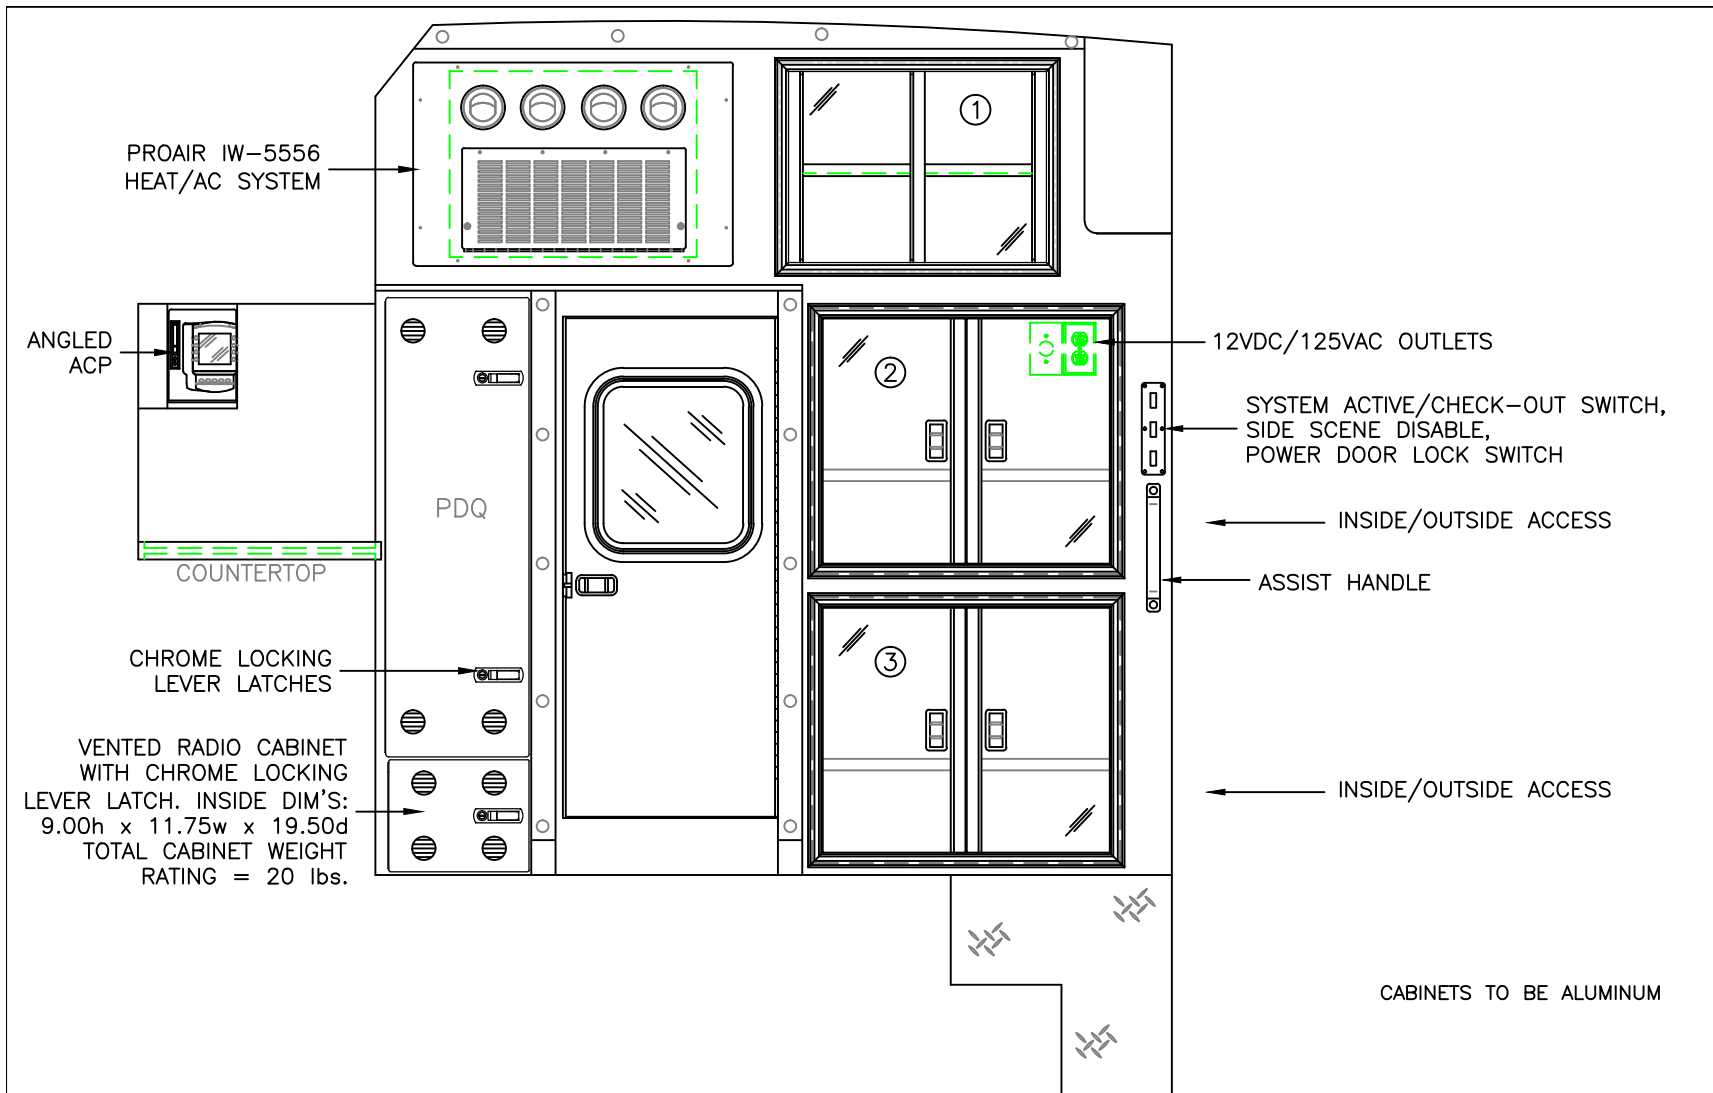 PROAIR IW-5556
HEAT/AC SYSTEM
1
ANGLED
ACP
12VDC/125VAC OUTLETS
2
SYSTEM ACTIVE/CHECK-OUT SWITCH,
SIDE SCENE DISABLE,
POWER DOOR LOCK SWITCH
PDQ
INSIDE/OUTSIDE ACCESS
COUNTERTOP
ASSIST HANDLE
CHROME LOCKING
LEVER LATCHES
3
VENTED RADIO CABINET
WITH CHROME LOCKING
LEVER LATCH. INSIDE DIM'S:
9.00h x 11.75w x 19.50d
TOTAL CABINET WEIGHT
RATING = 20 lbs.
INSIDE/OUTSIDE ACCESS
CABINETS TO BE ALUMINUM